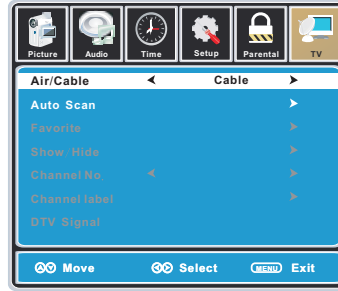 Picture Audio Time Setup Parental TV
Air/Cable Cable
Auto Scan
Favorite
Show/Hide
Channel No
Channel label
DTV Signal
Move Select MENU Exit